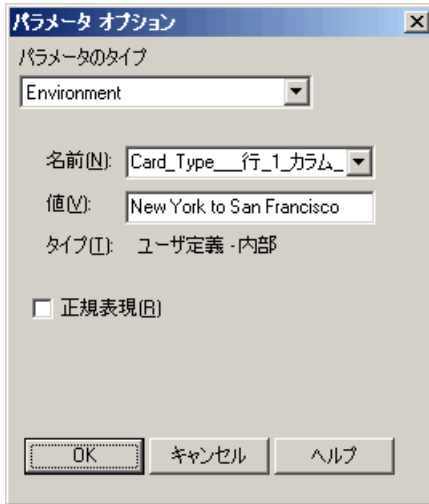 パラメータ オプション
パラメータのタイプ
Environment
名前(N): Card_Type___行_1_カラム_
値(V): New York to San Francisco
タイプ(T): ユーザ定義 - 内部
正規表現(R)
OK キャンセル ヘルプ